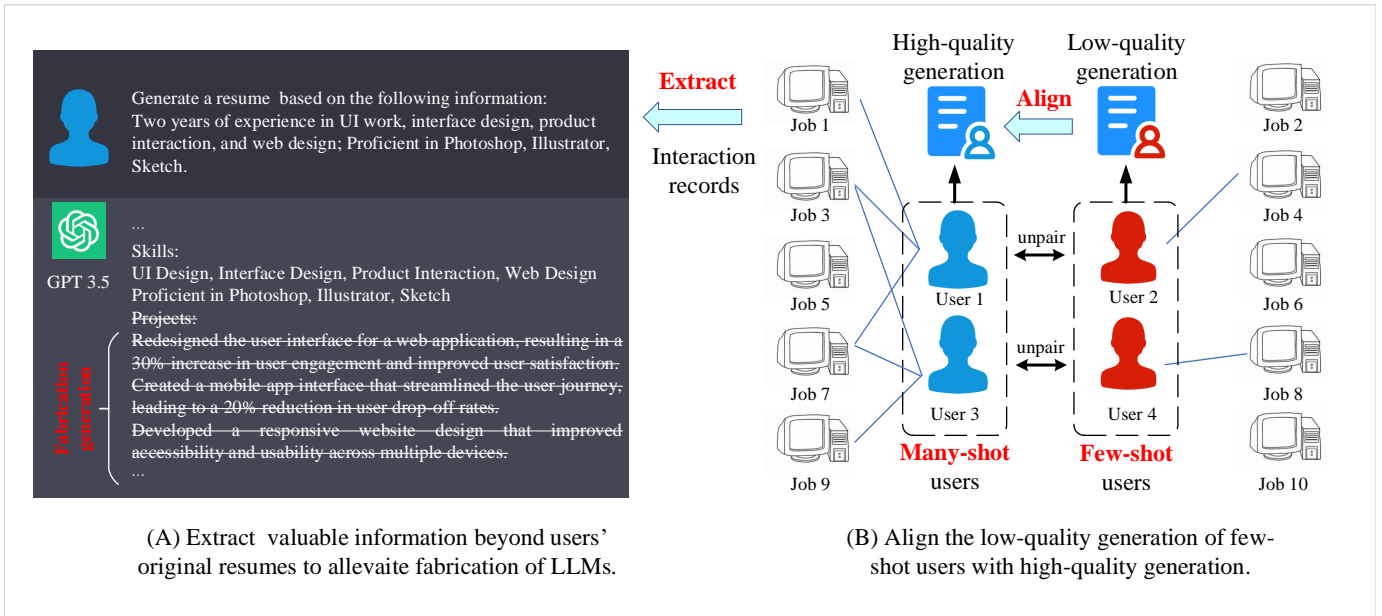 Generate a resume based on the following information:
Two years of experience in UI work, interface design, product
interaction, and web design; Proficient in Photoshop, Illustrator,
Sketch.
GPT 3.5
...
Skills:
UI Design, Interface Design, Product Interaction, Web Design
Proficient in Photoshop, Illustrator, Sketch
Projects:
Redesigned the user interface for a web application, resulting in a
30% increase in user engagement and improved user satisfaction.
Created a mobile app interface that streamlined the user journey,
leading to a 20% reduction in user drop-off rates.
Developed a responsive website design that improved
accessibility and usability across multiple devices.
...
Fabrication
generation
(A) Extract valuable information beyond users'
original resumes to allevaite fabrication of LLMs.
Extract
Interaction
records
Job 1
Job 3
Job 5
Job 7
Job 9
High-quality
generation
Align
Low-quality
generation
User 1
unpair
User 2
User 3
unpair
User 4
Many-shot
users
Few-shot
users
Job 2
Job 4
Job 6
Job 8
Job 10
(B) Align the low-quality generation of few-
shot users with high-quality generation.